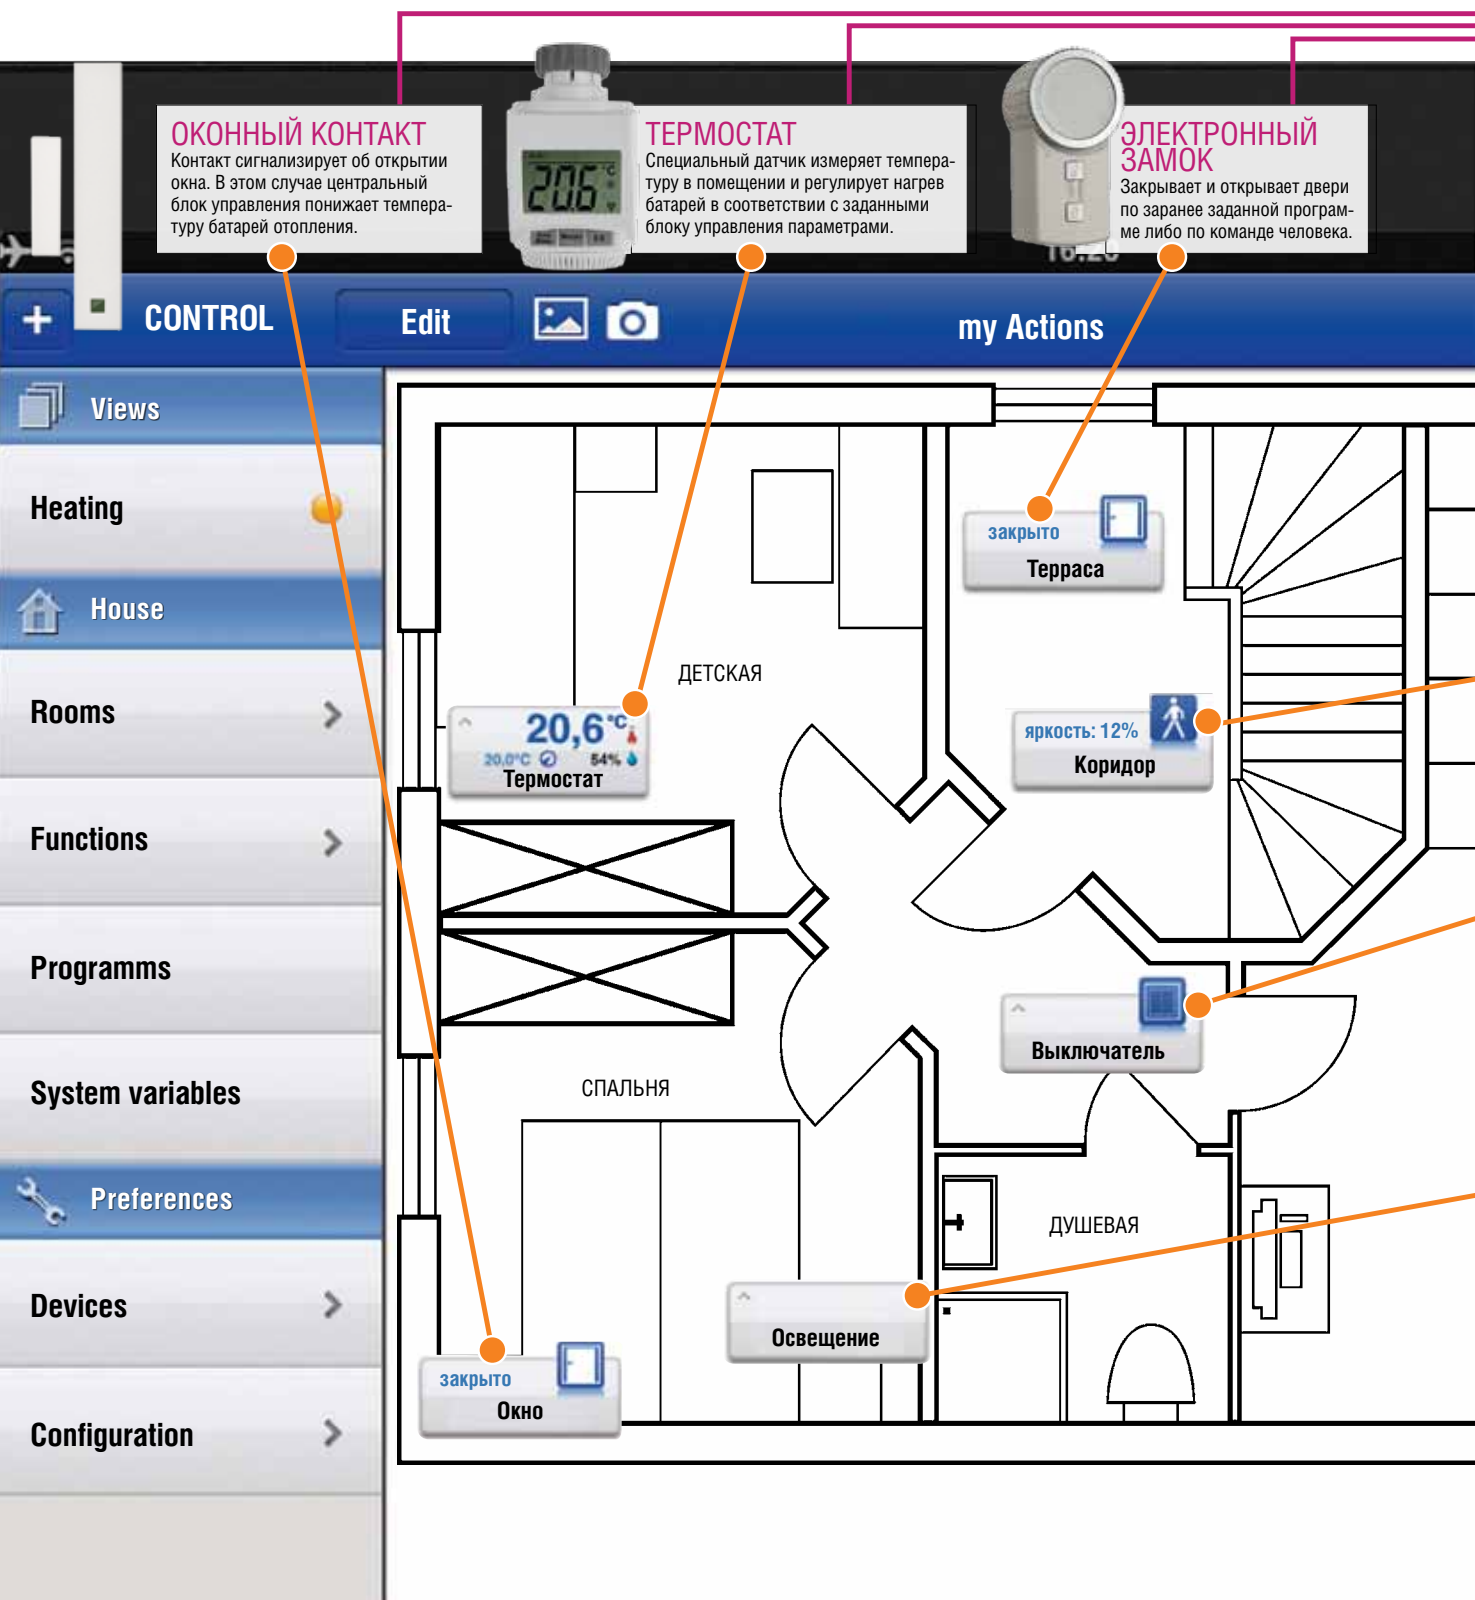 ОКОННЫЙ КОНТАКТ
Контакт сигнализирует об открытии
окна. В этом случае центральный
блок управления понижает темпера-
туру батарей отопления.
ТЕРМОСТАТ
Специальный датчик измеряет темпера-
туру в помещении и регулирует нагрев
батарей в соответствии с заданными
блоку управления параметрами.
ЭЛЕКТРОННЫЙ
ЗАМОК
Закрывает и открывает двери
по заранее заданной програм-
ме либо по команде человека.
20.6 °C
16:20
+ CONTROL
Edit
my Actions
Views
Heating
House
Rooms
Functions
Programms
System variables
Preferences
Devices
Configuration
закрыто
Терраса
ДЕТСКАЯ
20,6 °C
20.0°C 54%
Термостат
яркость: 12%
Коридор
Выключатель
СПАЛЬНЯ
ДУШЕВАЯ
Освещение
закрыто
Окно